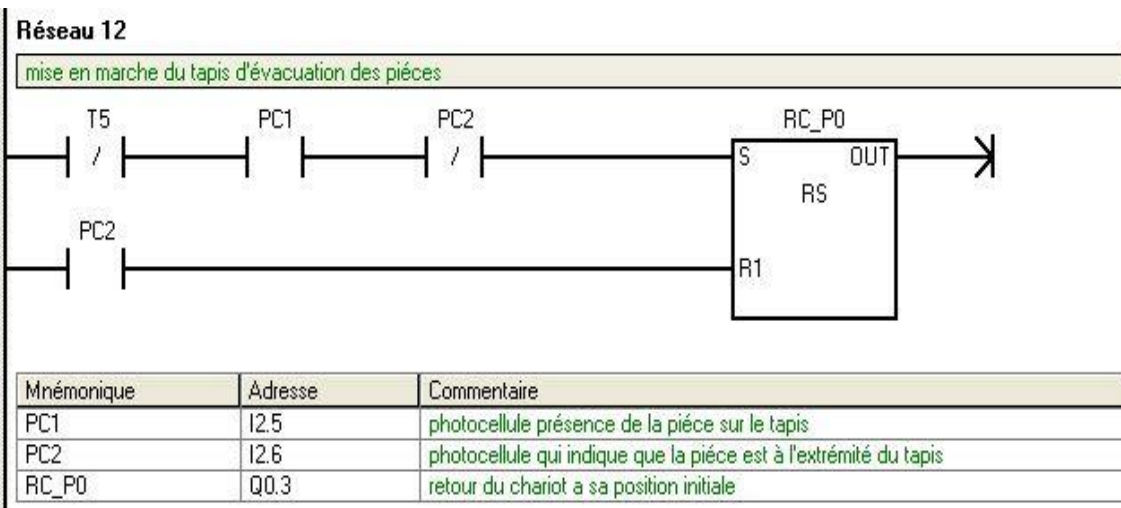 Réseau 12
mise en marche du tapis d'évacuation des piéces
T5 PC1 PC2 RC_P0
/ / S OUT
RS
PC2
R1
Mnémonique Adresse Commentaire
PC1 I2.5 photocellule présence de la piéce sur le tapis
PC2 I2.6 photocellule qui indique que la piéce est à l'extrémité du tapis
RC_P0 Q0.3 retour du chariot a sa position initiale